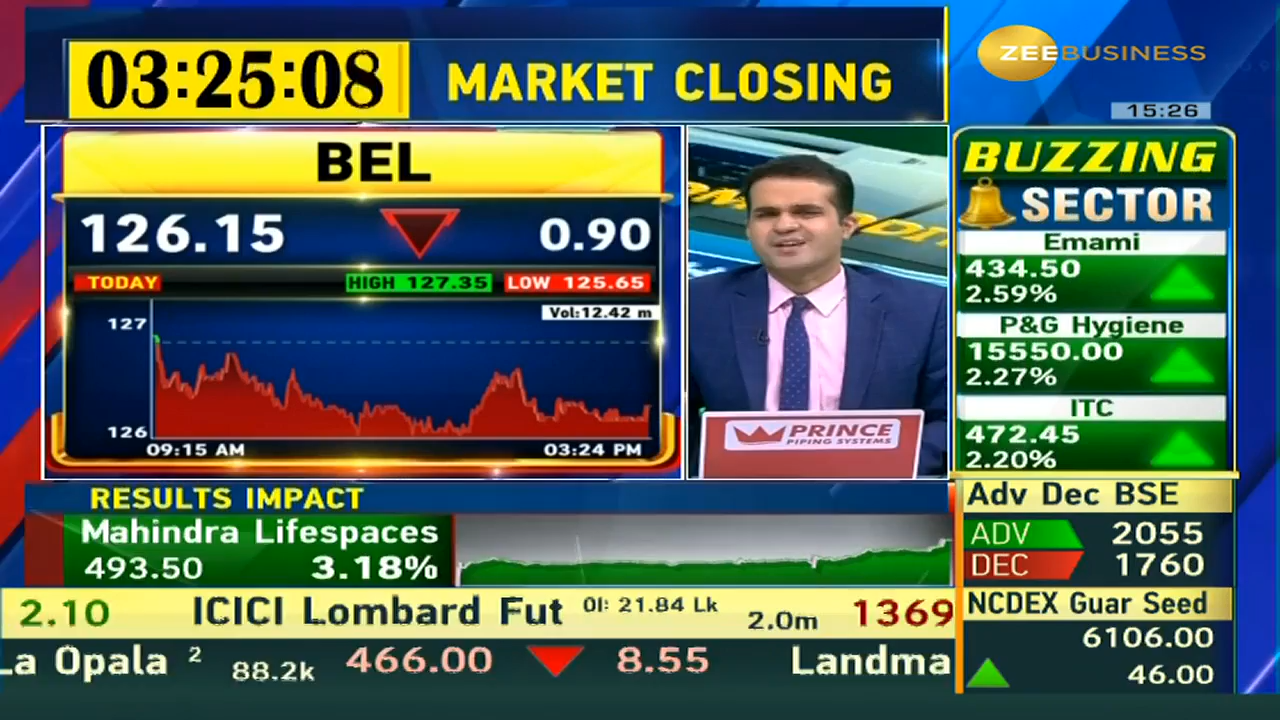 03:25:08 MARKET CLOSING
ZEEBUSINESS
15:26
BEL
126.15 0.90
TODAY HIGH 127.35 LOW 125.65
Vol:12.42 m
127
126
09:15 AM 03:24 PM
PRINCE
PIPING SYSTEMS
BUZZING
SECTOR
Emami
434.50
2.59%
P&G Hygiene
15550.00
2.27%
ITC
472.45
2.20%
Adv Dec BSE
ADV 2055
DEC 1760
NCDEX Guar Seed
6106.00
46.00
RESULTS IMPACT
Mahindra Lifespaces
493.50 3.18%
2.10 ICICI Lombard Fut OI: 21.84 Lk 2.0m 1369
La Opala 2 88.2k 466.00 8.55 Landma